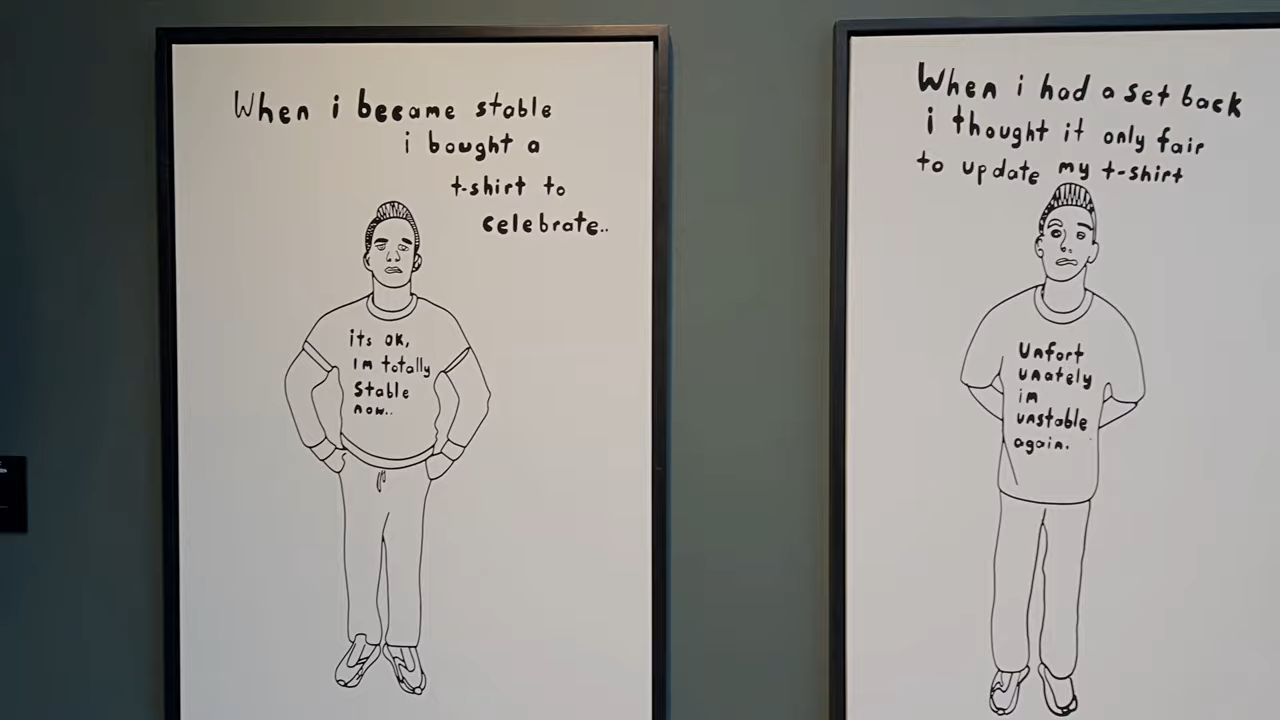 When i became stable
i bought a
t-shirt to
celebrate..
its OK,
Im totally
Stable
now..
When i had a set back
i thought it only fair
to update my t-shirt
Unfort
unately
im
unstable
again.